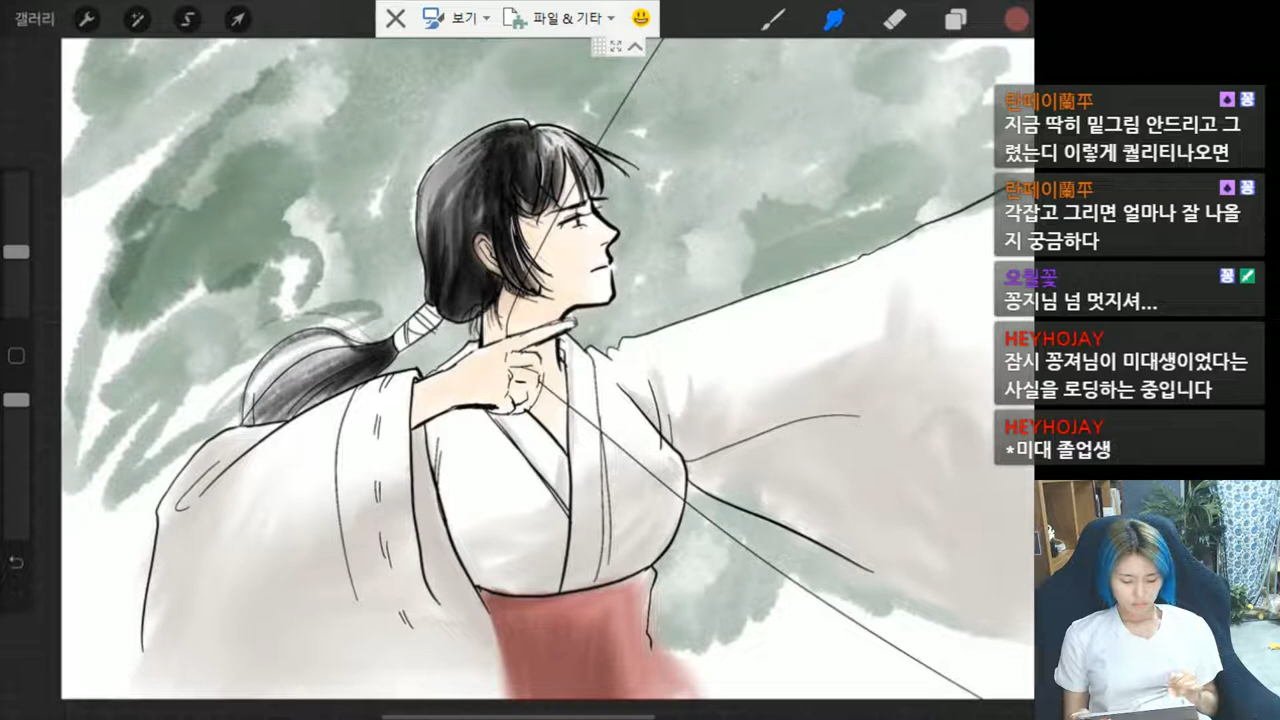 갤러리
보기
파일 & 기타
란페이蘭平
지금 딱히 밑그림 안드리고 그
렸는디 이렇게 퀄리티나오면
란페이蘭平
각잡고 그리면 얼마나 잘 나올
지 궁금하다
오월꽃
꽁지님 넘 멋지셔...
HEYHOJAY
잠시 꽁져님이 미대생이었다는
사실을 로딩하는 중입니다
HEYHOJAY
*미대 졸업생